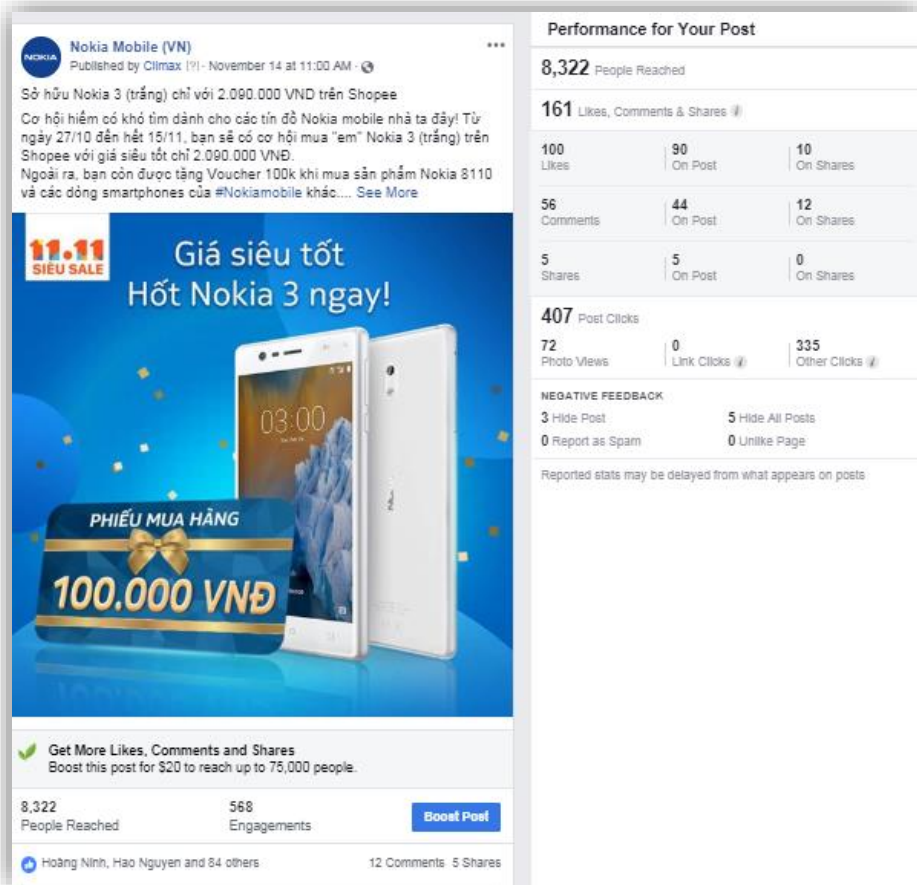 NOKIA
Nokia Mobile (VN)
Published by Climax [?] · November 14 at 11:00 AM ·
Sở hữu Nokia 3 (trắng) chỉ với 2.090.000 VND trên Shopee
Cơ hội hiếm có khó tìm dành cho các tín đồ Nokia mobile nhà ta đây! Từ
ngày 27/10 đến hết 15/11, bạn sẽ có cơ hội mua "em" Nokia 3 (trắng) trên
Shopee với giá siêu tốt chỉ 2.090.000 VNĐ.
Ngoài ra, bạn còn được tặng Voucher 100k khi mua sản phẩm Nokia 8110
và các dòng smartphones của #Nokiamobile khác.... See More
11.11
SIÊU SALE
Giá siêu tốt
Hốt Nokia 3 ngay!
03:00
PHIẾU MUA HÀNG
100.000 VNĐ
Get More Likes, Comments and Shares
Boost this post for $20 to reach up to 75,000 people.
8,322 568
People Reached Engagements Boost Post
Hoàng Ninh, Hao Nguyen and 84 others 12 Comments 5 Shares
Performance for Your Post
8,322 People Reached
161 Likes, Comments & Shares
100 90 10
Likes On Post On Shares
56 44 12
Comments On Post On Shares
5 5 0
Shares On Post On Shares
407 Post Clicks
72 0 335
Photo Views Link Clicks Other Clicks
NEGATIVE FEEDBACK
3 Hide Post 5 Hide All Posts
0 Report as Spam 0 Unlike Page
Reported stats may be delayed from what appears on posts